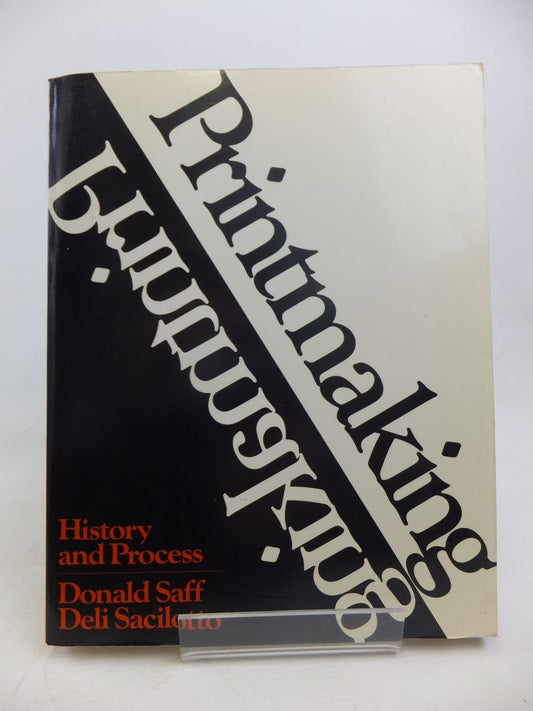 Printmaking
Printmaking
History
and Process
Donald Saff
Deli Sacilotto